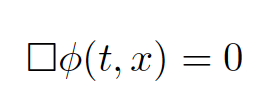 □ϕ(t, x) = 0